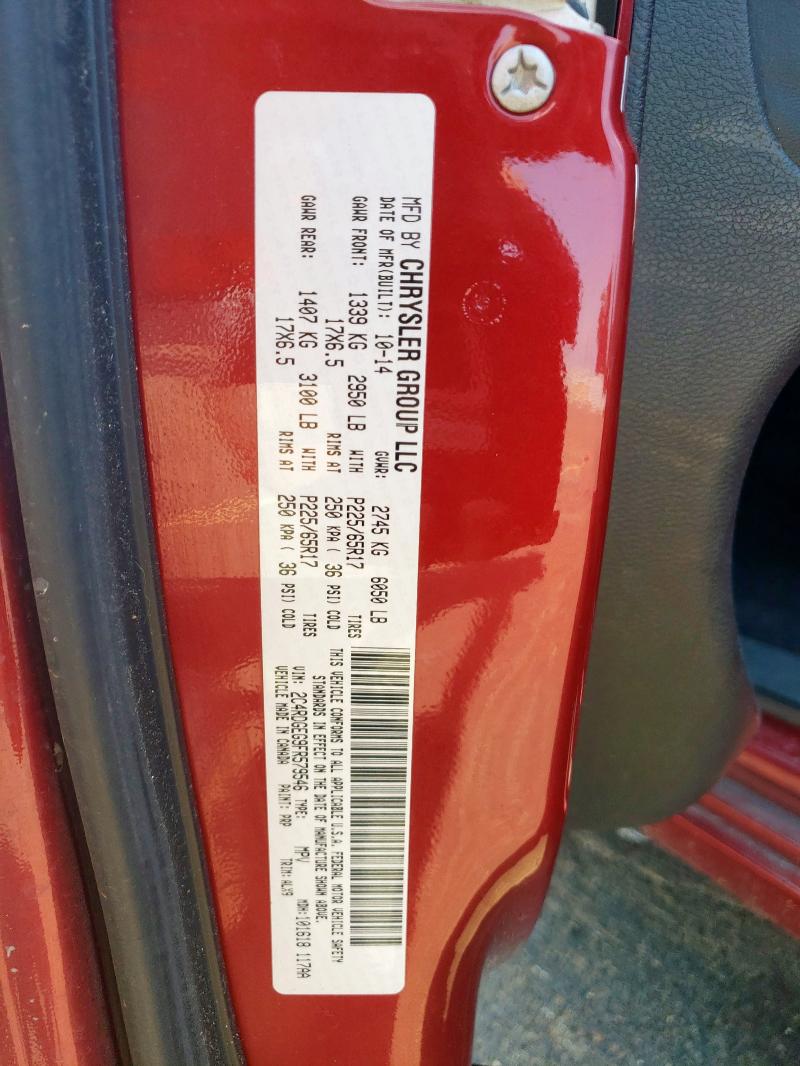 MFD BY CHRYSLER GROUP LLC
DATE OF MFR(BUILT): 10-14 GVWR: 2745 KG 6050 LB
GAWR FRONT: 1339 KG 2950 LB WITH P225/65R17 TIRES
17X6.5 RIMS AT 250 KPA ( 36 PSI) COLD
GAWR REAR: 1407 KG 3100 LB WITH P225/65R17 TIRES
17X6.5 RIMS AT 250 KPA ( 36 PSI) COLD
THIS VEHICLE CONFORMS TO ALL APPLICABLE U.S.A. FEDERAL MOTOR VEHICLE SAFETY
STANDARDS IN EFFECT ON THE DATE OF MANUFACTURE SHOWN ABOVE.
VIN: 2C4RDGEG9FR579546 TYPE: MPV MDH:101618 117AA
VEHICLE MADE IN CANADA PAINT: PRP TRIM:ALX9